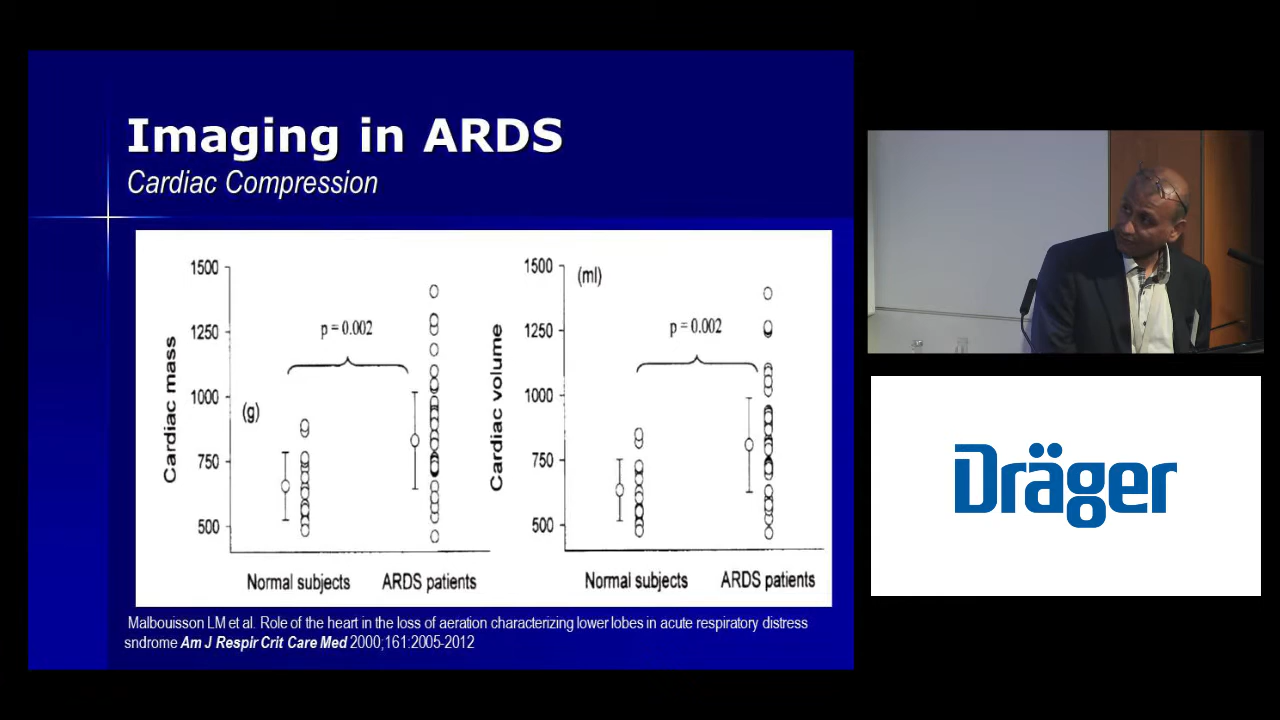 Imaging in ARDS
Cardiac Compression
1500
1250
1000
750
500
Cardiac mass
(g)
p = 0.002
Normal subjects
ARDS patients
1500
1250
1000
750
500
Cardiac volume
(ml)
p = 0.002
Normal subjects
ARDS patients
Malbouisson LM et al. Role of the heart in the loss of aeration characterizing lower lobes in acute respiratory distress
sndrome Am J Respir Crit Care Med 2000;161:2005-2012
Dräger